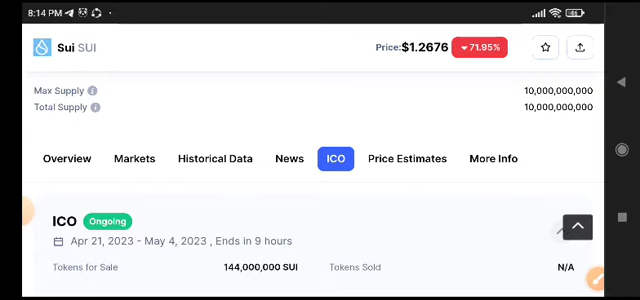 8:14 PM
Sui SUI
Price:$1.2676 71.95%
Max Supply 10,000,000,000
Total Supply 10,000,000,000
Overview Markets Historical Data News ICO Price Estimates More Info
ICO Ongoing
Apr 21, 2023 - May 4, 2023 , Ends in 9 hours
Tokens for Sale 144,000,000 SUI Tokens Sold N/A